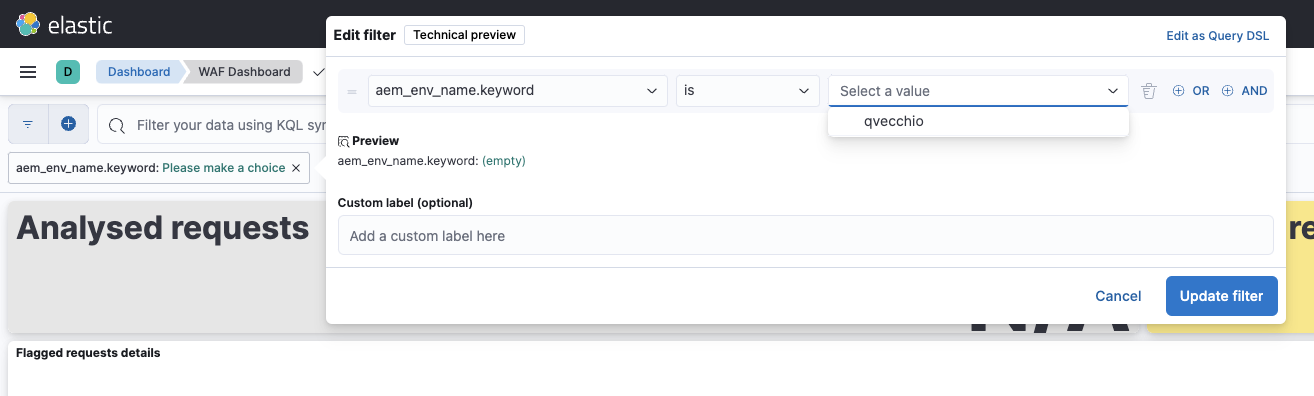 elastic
D Dashboard WAF Dashboard
Filter your data using KQL syn
aem_env_name.keyword: Please make a choice
Edit filter Technical preview Edit as Query DSL
aem_env_name.keyword is Select a value OR AND
qvecchio
Preview
aem_env_name.keyword: (empty)
Custom label (optional)
Add a custom label here
Cancel Update filter
Analysed requests
re
N/A
Flagged requests details